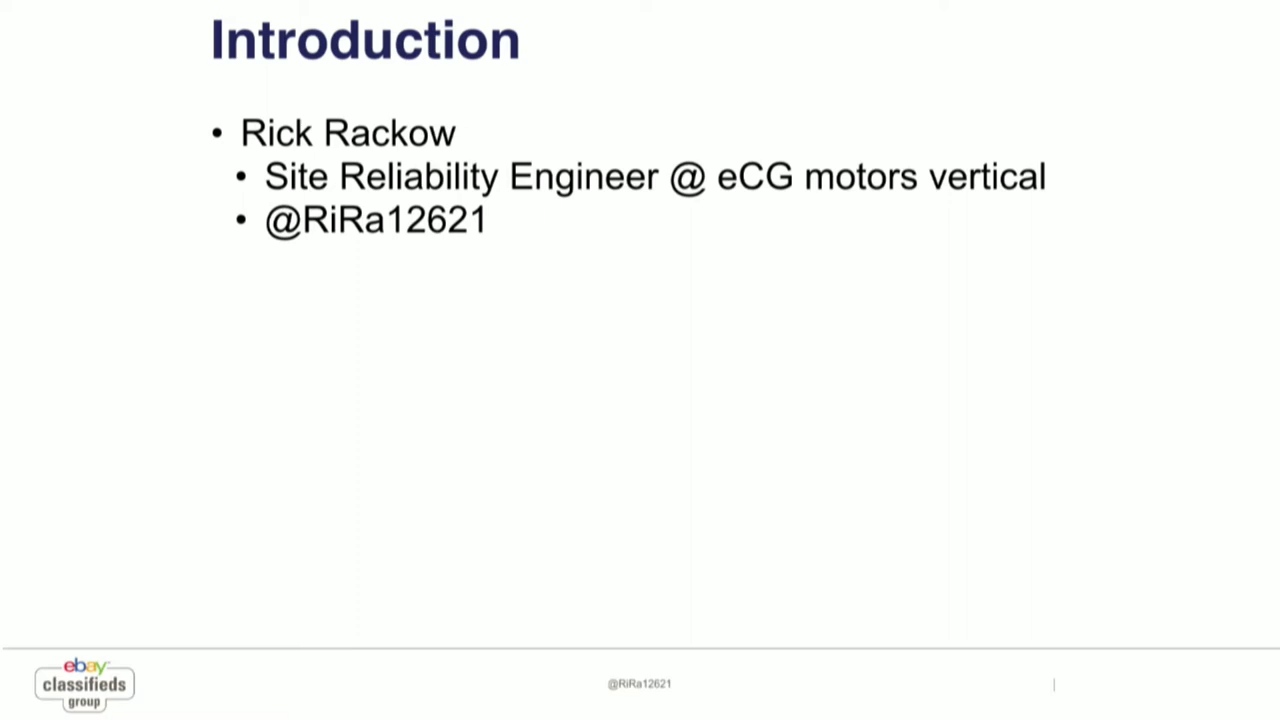 Introduction
• Rick Rackow
• Site Reliability Engineer @ eCG motors vertical
• @RiRa12621
ebay
classifieds
group
@RiRa12621
|